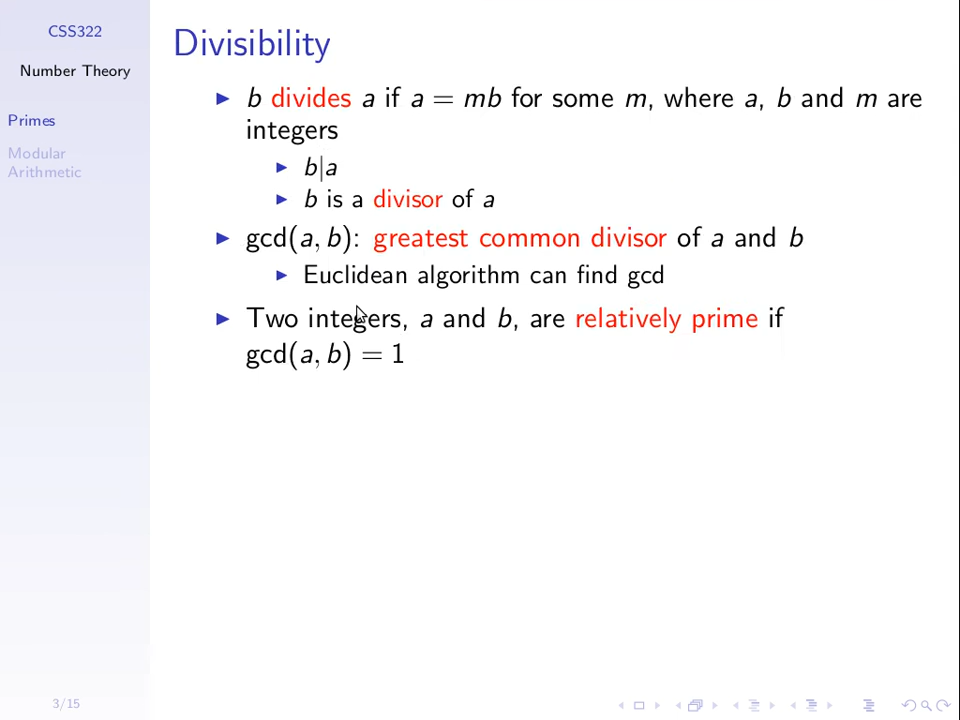 CSS322
Number Theory
Primes
Modular
Arithmetic
Divisibility
b divides a if a = mb for some m, where a, b and m are
integers
b|a
b is a divisor of a
gcd(a, b): greatest common divisor of a and b
Euclidean algorithm can find gcd
Two integers, a and b, are relatively prime if
gcd(a, b) = 1
3/15